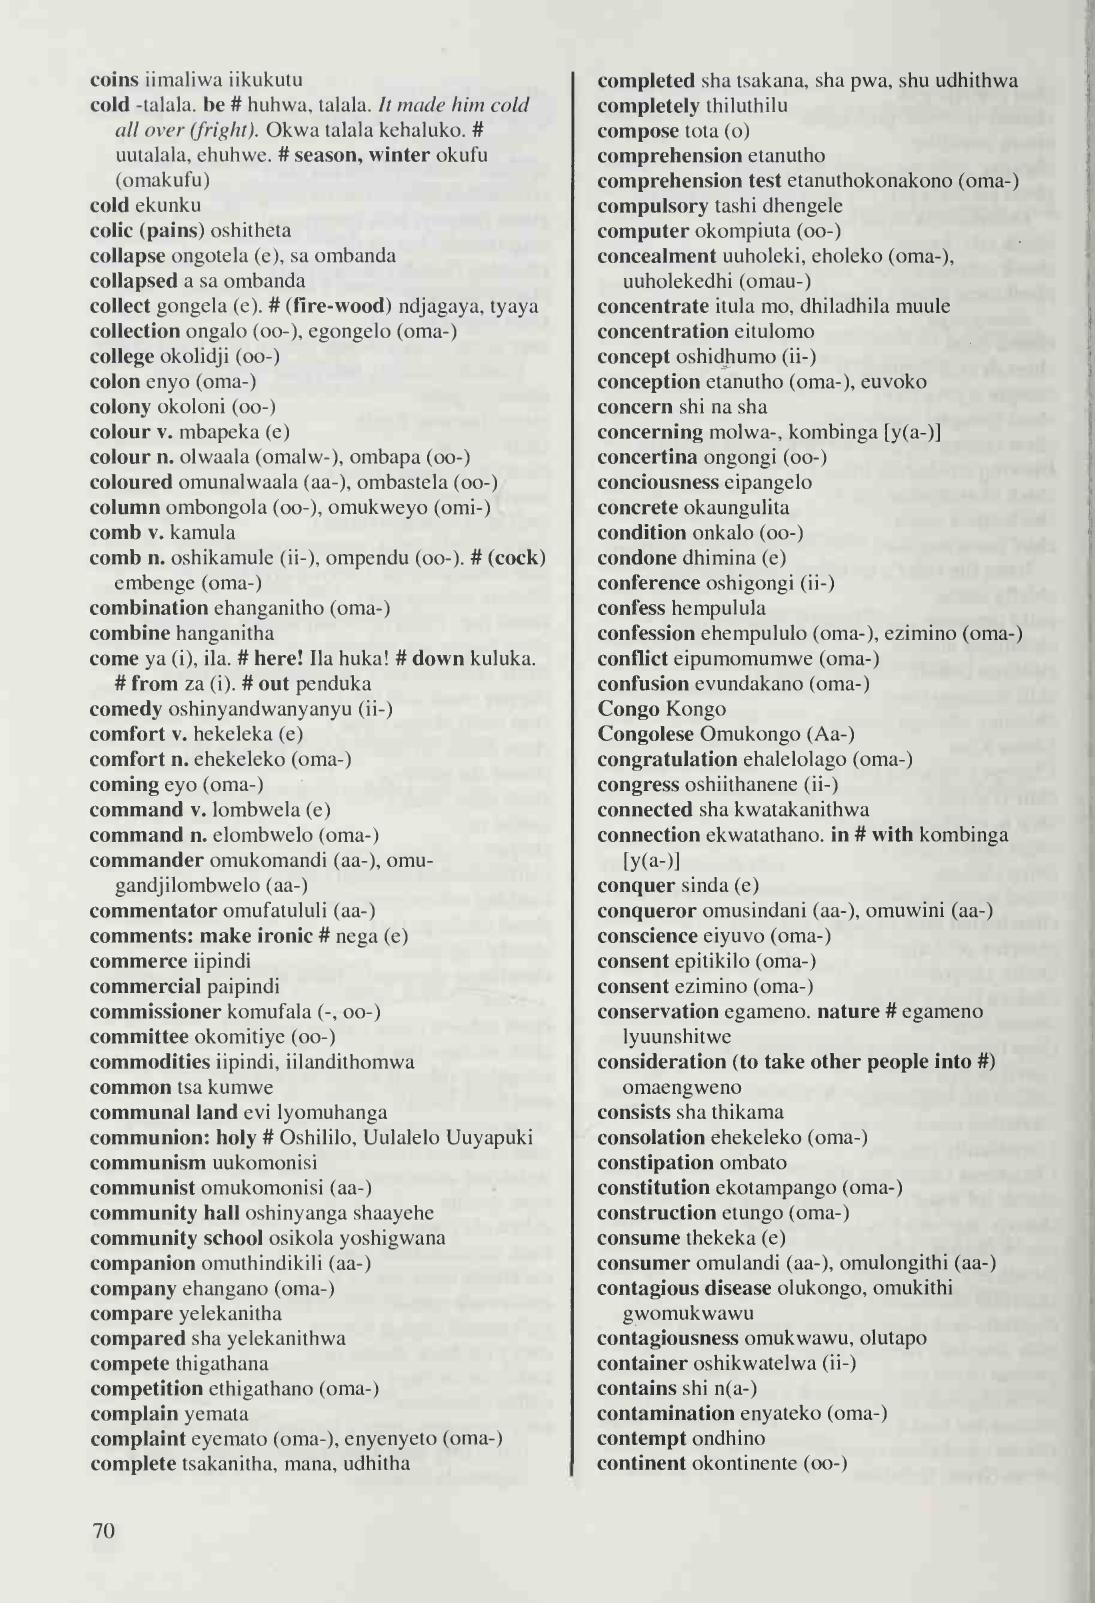 coins iimaliwa iikukutu
cold -talala. be # huhwa, talala. It made him cold
all over (fright). Okwa talala kehaluko. #
uutalala, ehuhwe. # season, winter okufu
(omakufu)
cold ekunku
colic (pains) oshitheta
collapse ongotela (e), sa ombanda
collapsed a sa ombanda
collect gongela (e). # (fire-wood) ndjagaya, tyaya
collection ongalo (oo-), egongelo (oma-)
college okolidji (oo-)
colon enyo (oma-)
colony okoloni (oo-)
colour v. mbapeka (e)
colour n. olwaala (omalw-), ombapa (oo-)
coloured omunalwaala (aa-), ombastela (oo-)
column ombongola (oo-), omukweyo (omi-)
comb v. kamula
comb n. oshikamule (ii-), ompendu (oo-). # (cock)
embenge (oma-)
combination ehanganitho (oma-)
combine hanganitha
come ya (i), ila. # here! Ila huka! # down kuluka.
# from za (i). # out penduka
comedy oshinyandwanyanyu (ii-)
comfort v. hekeleka (e)
comfort n. ehekeleko (oma-)
coming eyo (oma-)
command v. lombwela (e)
command n. elombwelo (oma-)
commander omukomandi (aa-), omu-
gandjilombwelo (aa-)
commentator omufatululi (aa-)
comments: make ironic # nega (e)
commerce iipindi
commercial paipindi
commissioner komufala (-, oo-)
committee okomitiye (oo-)
commodities iipindi, iilandithomwa
common tsa kumwe
communal land evi lyomuhanga
communion: holy # Oshililo, Uulalelo Uuyapuki
communism uukomonisi
communist omukomonisi (aa-)
community hall oshinyanga shaayehe
community school osikola yoshigwana
companion omuthindikili (aa-)
company ehangano (oma-)
compare yelekanitha
compared sha yelekanithwa
compete thigathana
competition ethigathano (oma-)
complain yemata
complaint eyemato (oma-), enyenyeto (oma-)
complete tsakanitha, mana, udhitha
completed sha tsakana, sha pwa, shu udhithwa
completely thiluthilu
compose tota (o)
comprehension etanutho
comprehension test etanuthokonakono (oma-)
compulsory tashi dhengele
computer okompiuta (oo-)
concealment uuholeki, eholeko (oma-),
uuholekedhi (omau-)
concentrate itula mo, dhiladhila muule
concentration eitulomo
concept oshidhumo (ii-)
conception etanutho (oma-), euvoko
concern shi na sha
concerning molwa-, kombinga [y(a-)]
concertina ongongi (oo-)
conciousness eipangelo
concrete okaungulita
condition onkalo (oo-)
condone dhimina (e)
conference oshigongi (ii-)
confess hempulula
confession ehempululo (oma-), ezimino (oma-)
conflict eipumomumwe (oma-)
confusion evundakano (oma-)
Congo Kongo
Congolese Omukongo (Aa-)
congratulation ehalelolago (oma-)
congress oshiithanene (ii-)
connected sha kwatakanithwa
connection ekwatathano. in # with kombinga
[y(a-)]
conquer sinda (e)
conqueror omusindani (aa-), omuwini (aa-)
conscience eiyuvo (oma-)
consent epitikilo (oma-)
consent ezimino (oma-)
conservation egameno. nature # egameno
lyuunshitwe
consideration (to take other people into #)
omaengweno
consists sha thikama
consolation ehekeleko (oma-)
constipation ombato
constitution ekotampango (oma-)
construction etungo (oma-)
consume thekeka (e)
consumer omulandi (aa-), omulongithi (aa-)
contagious disease olukongo, omukithi
gwomukwawu
contagiousness omukwawu, olutapo
container oshikwatelwa (ii-)
contains shi n(a-)
contamination enyateko (oma-)
contempt ondhino
continent okontinente (oo-)
70